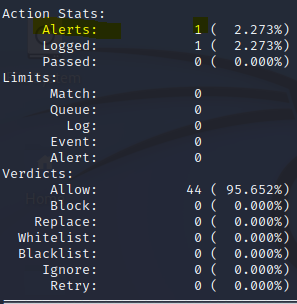 Action Stats:
Alerts: 1 ( 2.273%)
Logged: 1 ( 2.273%)
Passed: 0 ( 0.000%)
Limits:
Match: 0
Queue: 0
Log: 0
Event: 0
Alert: 0
Verdicts:
Allow: 44 ( 95.652%)
Block: 0 ( 0.000%)
Replace: 0 ( 0.000%)
Whitelist: 0 ( 0.000%)
Blacklist: 0 ( 0.000%)
Ignore: 0 ( 0.000%)
Retry: 0 ( 0.000%)